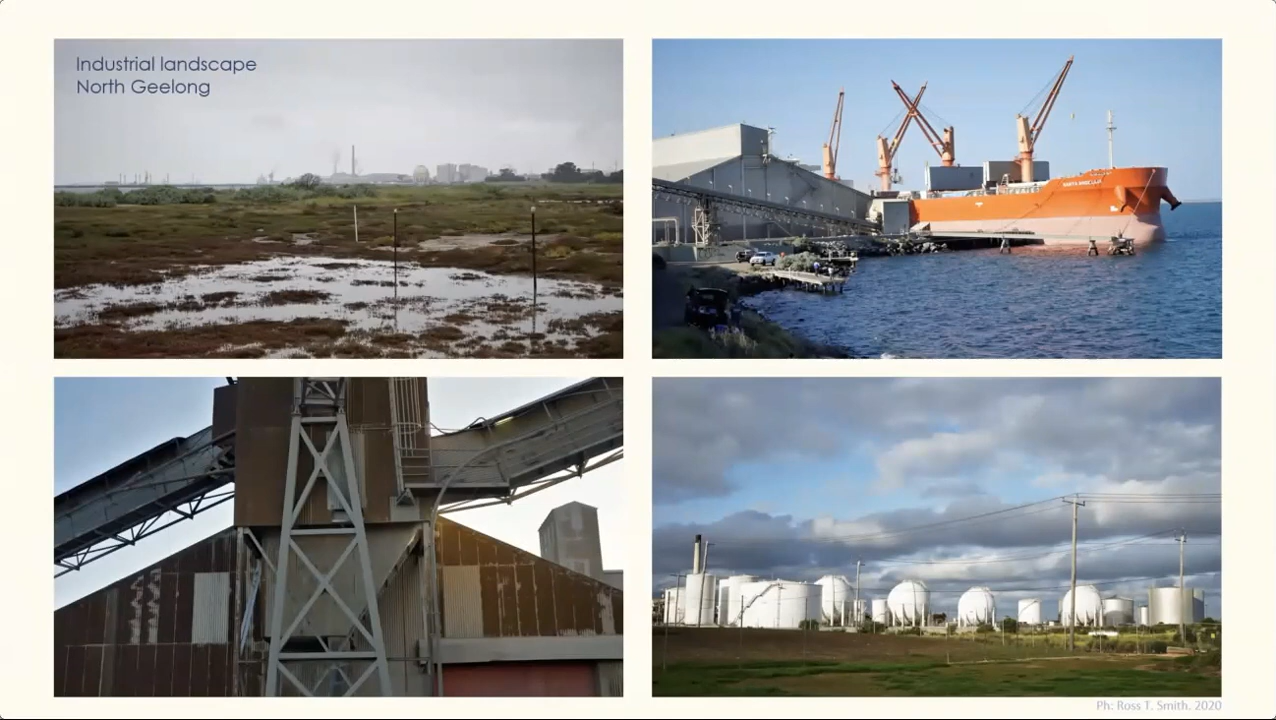 Industrial landscape
North Geelong
Ph: Ross T. Smith. 2020